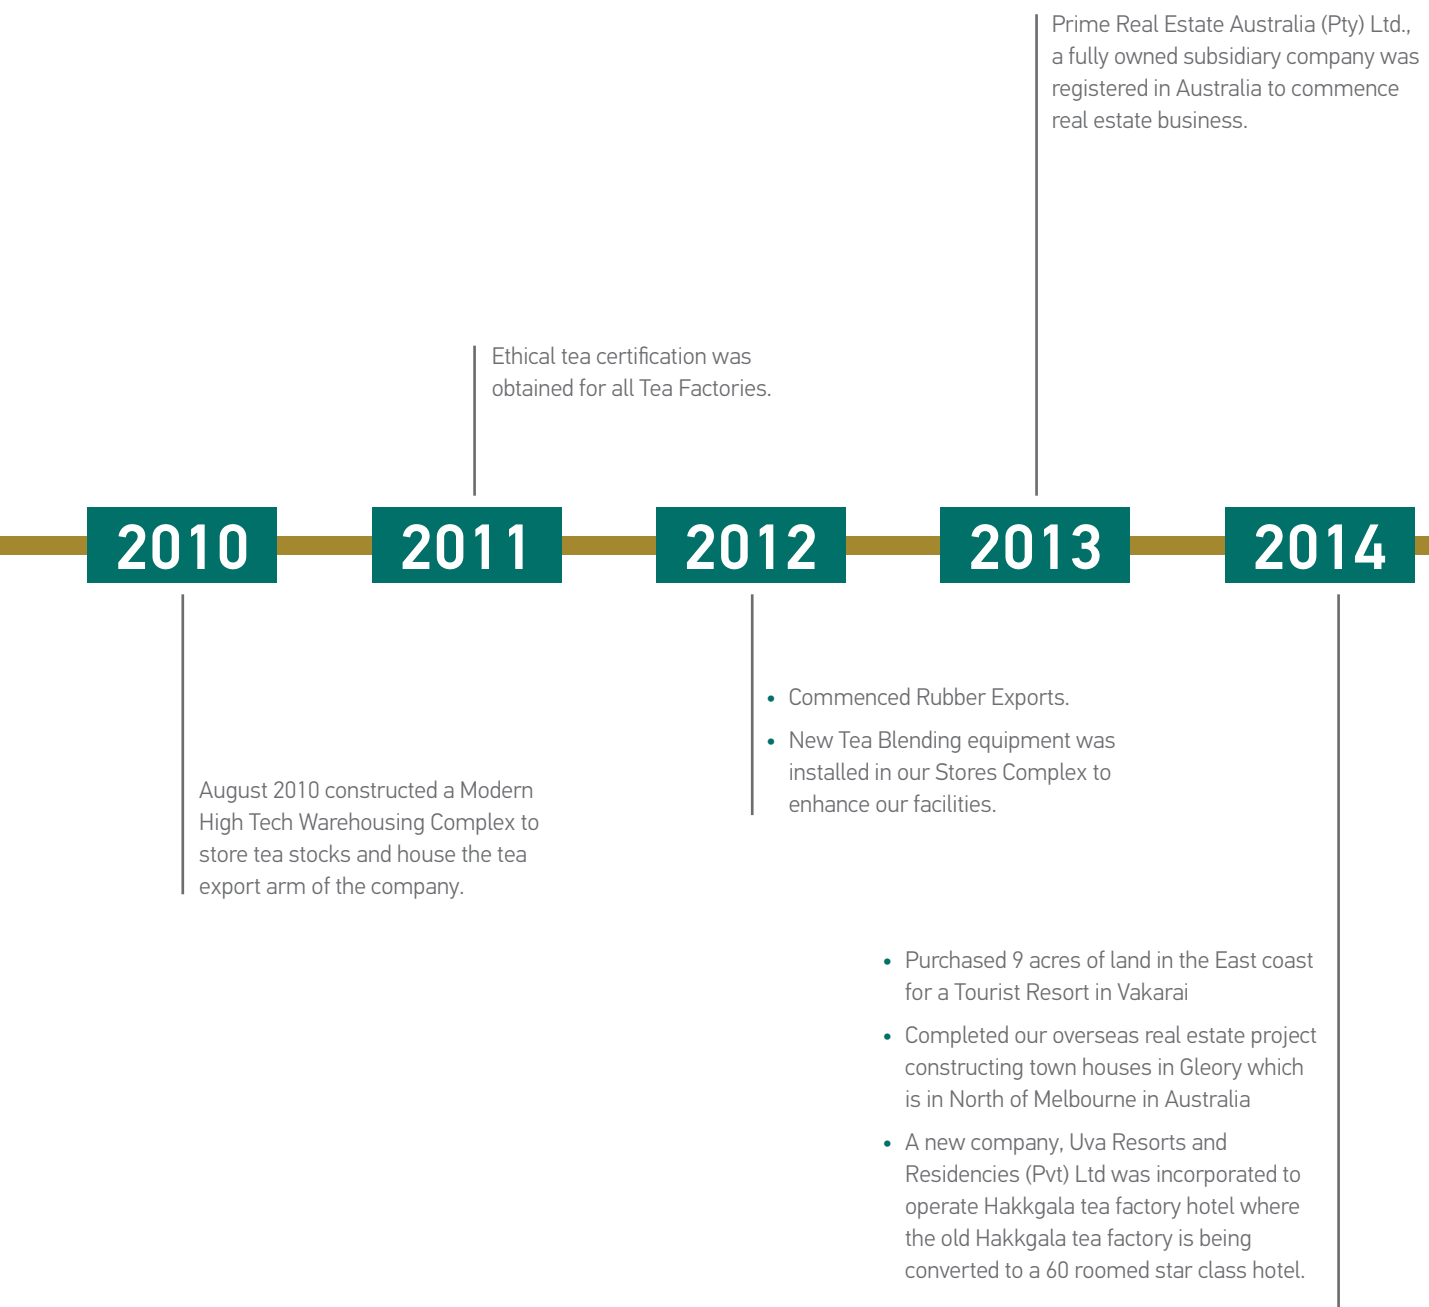 Prime Real Estate Australia (Pty) Ltd.,
a fully owned subsidiary company was
registered in Australia to commence
real estate business.
Ethical tea certification was
obtained for all Tea Factories.
2010
2011
2012
2013
2014
• Commenced Rubber Exports.
• New Tea Blending equipment was
installed in our Stores Complex to
enhance our facilities.
August 2010 constructed a Modern
High Tech Warehousing Complex to
store tea stocks and house the tea
export arm of the company.
• Purchased 9 acres of land in the East coast
for a Tourist Resort in Vakarai
• Completed our overseas real estate project
constructing town houses in Gleory which
is in North of Melbourne in Australia
• A new company, Uva Resorts and
Residencies (Pvt) Ltd was incorporated to
operate Hakkgala tea factory hotel where
the old Hakkgala tea factory is being
converted to a 60 roomed star class hotel.